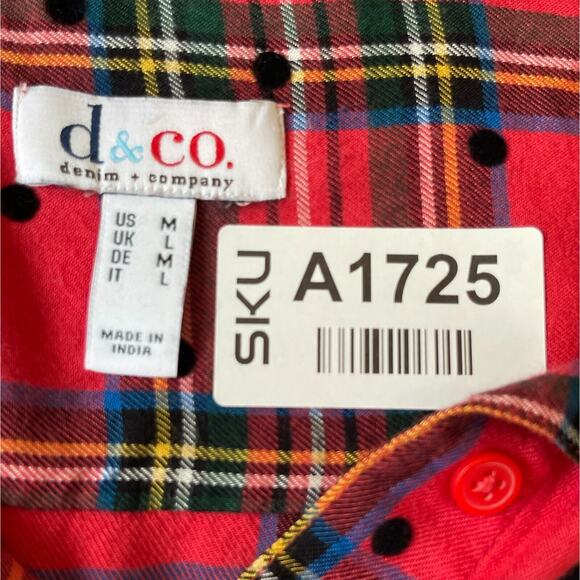 d&co.
denim + company
US M
UK L
DE M
IT L
MADE IN
INDIA
SKU
A1725